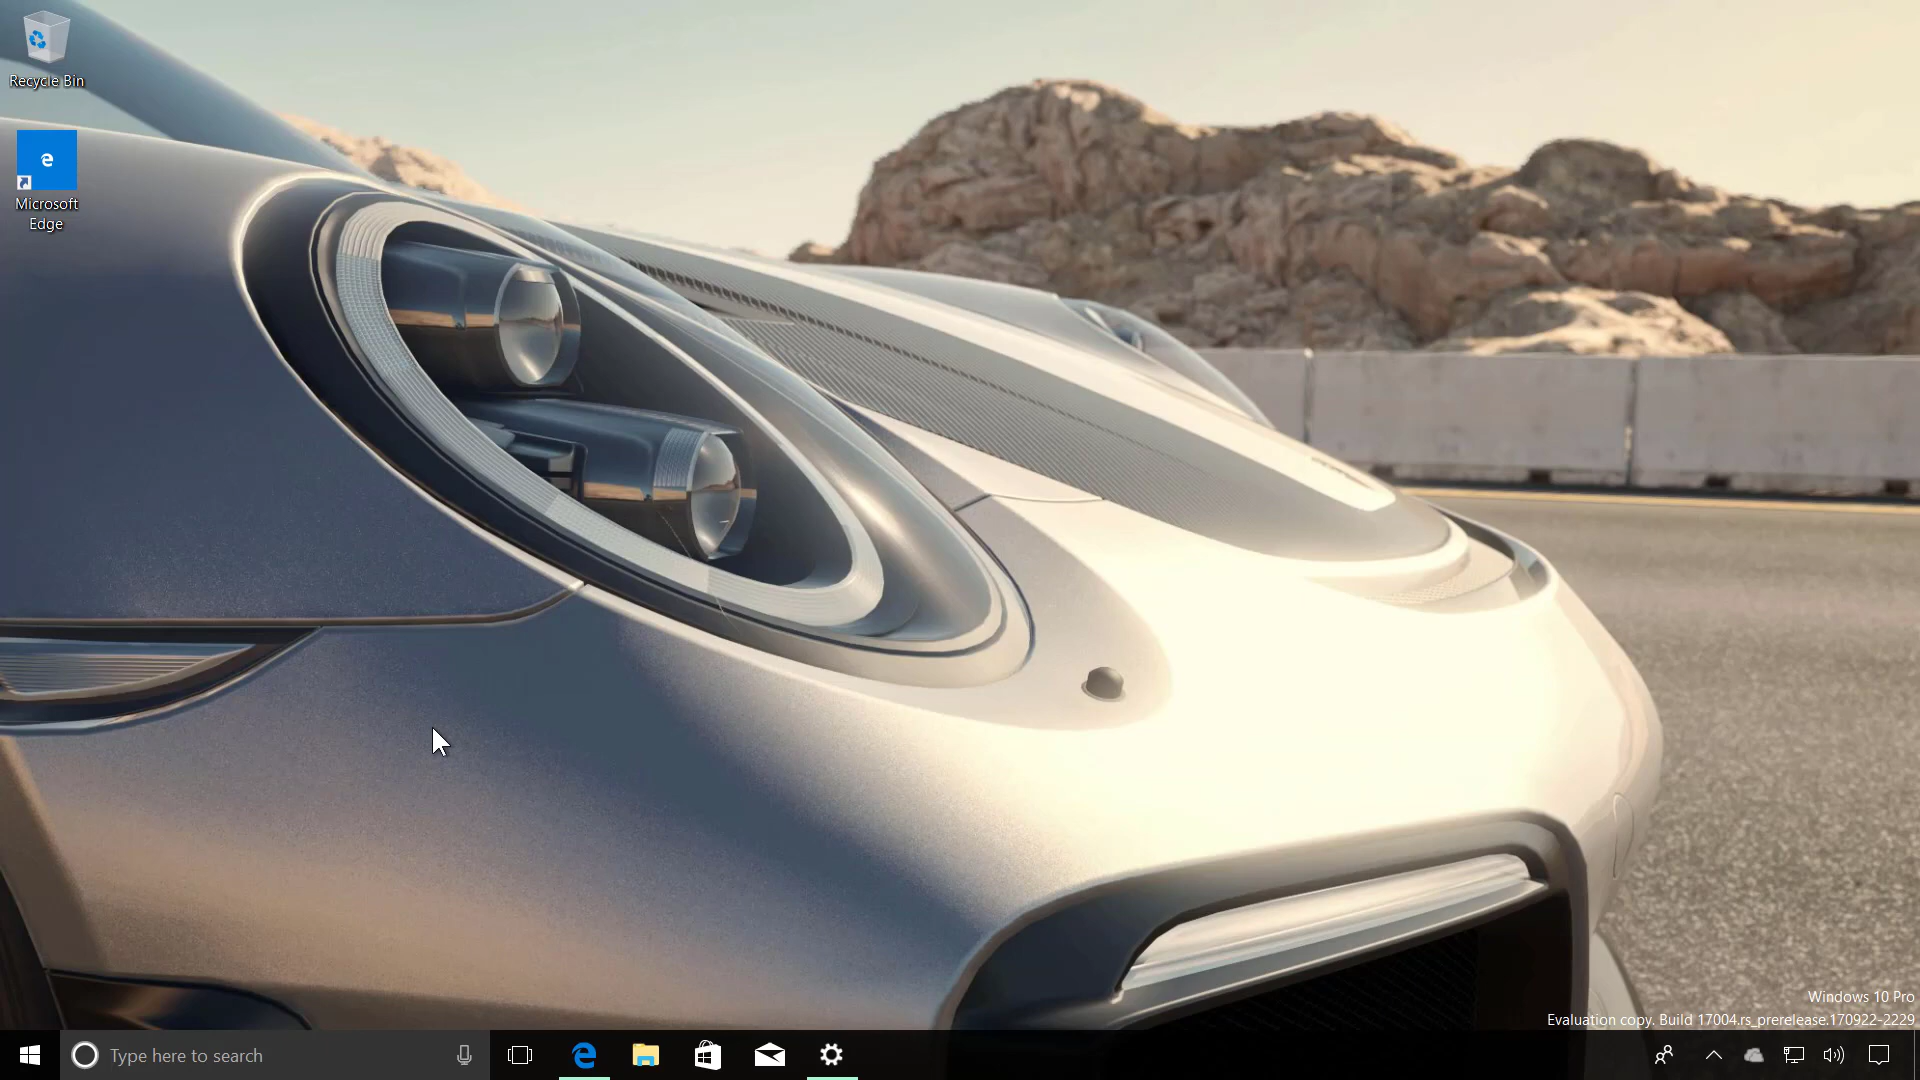 Recycle Bin
Microsoft
Edge
Windows 10 Pro
Evaluation copy. Build 17004.rs_prerelease.170922-2229
Type here to search